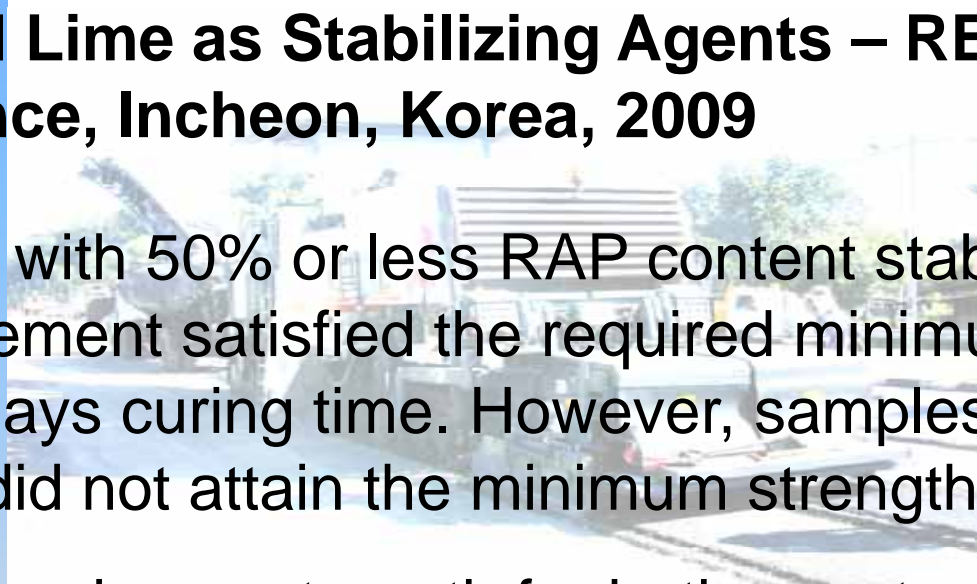 Lime as Stabilizing Agents – RE
nce, Incheon, Korea, 2009
with 50% or less RAP content stab
ement satisfied the required minimu
ays curing time. However, samples
did not attain the minimum strength